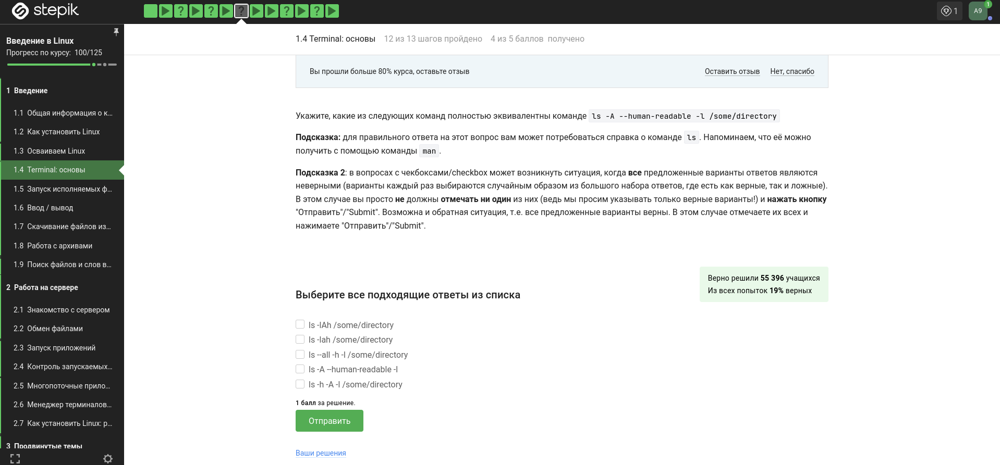 stepik
? ? ? ? ?
1
A9
1
Введение в Linux
Прогресс по курсу: 100/125
1 Введение
1.1 Общая информация о к...
1.2 Как установить Linux
1.3 Осваиваем Linux
1.4 Terminal: основы
1.5 Запуск исполняемых ф...
1.6 Ввод / вывод
1.7 Скачивание файлов из...
1.8 Работа с архивами
1.9 Поиск файлов и слов в...
2 Работа на сервере
2.1 Знакомство с сервером
2.2 Обмен файлами
2.3 Запуск приложений
2.4 Контроль запускаемых...
2.5 Многопоточные прило...
2.6 Менеджер терминалов...
2.7 Как установить Linux: р...
3 Продвинутые темы
1.4 Terminal: основы 12 из 13 шагов пройдено 4 из 5 баллов получено
Вы прошли больше 80% курса, оставьте отзыв Оставить отзыв Нет, спасибо
Укажите, какие из следующих команд полностью эквивалентны команде ls -A --human-readable -l /some/directory
Подсказка: для правильного ответа на этот вопрос вам может потребоваться справка о команде ls. Напоминаем, что её можно
получить с помощью команды man.
Подсказка 2: в вопросах с чекбоксами/checkbox может возникнуть ситуация, когда все предложенные варианты ответов являются
неверными (варианты каждый раз выбираются случайным образом из большого набора ответов, где есть как верные, так и ложные).
В этом случае вы просто не должны отмечать ни один из них (ведь мы просим указывать только верные варианты!) и нажать кнопку
"Отправить"/"Submit". Возможна и обратная ситуация, т.е. все предложенные варианты верны. В этом случае отмечаете их всех и
нажимаете "Отправить"/"Submit".
Верно решили 55 396 учащихся
Из всех попыток 19% верных
Выберите все подходящие ответы из списка
ls -lAh /some/directory
ls -lah /some/directory
ls --all -h -l /some/directory
ls -A --human-readable -l
ls -h -A -l /some/directory
1 балл за решение.
Отправить
Ваши решения